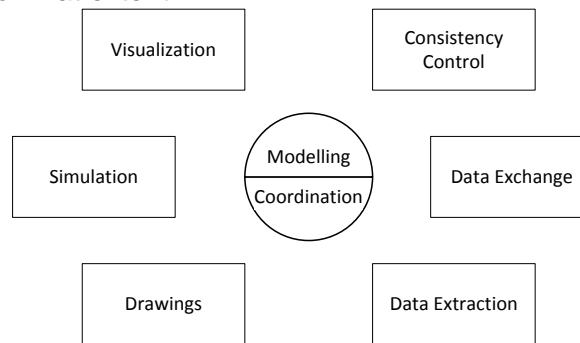 Visualization
Consistency
Control
Simulation
Modelling
Coordination
Data Exchange
Drawings
Data Extraction